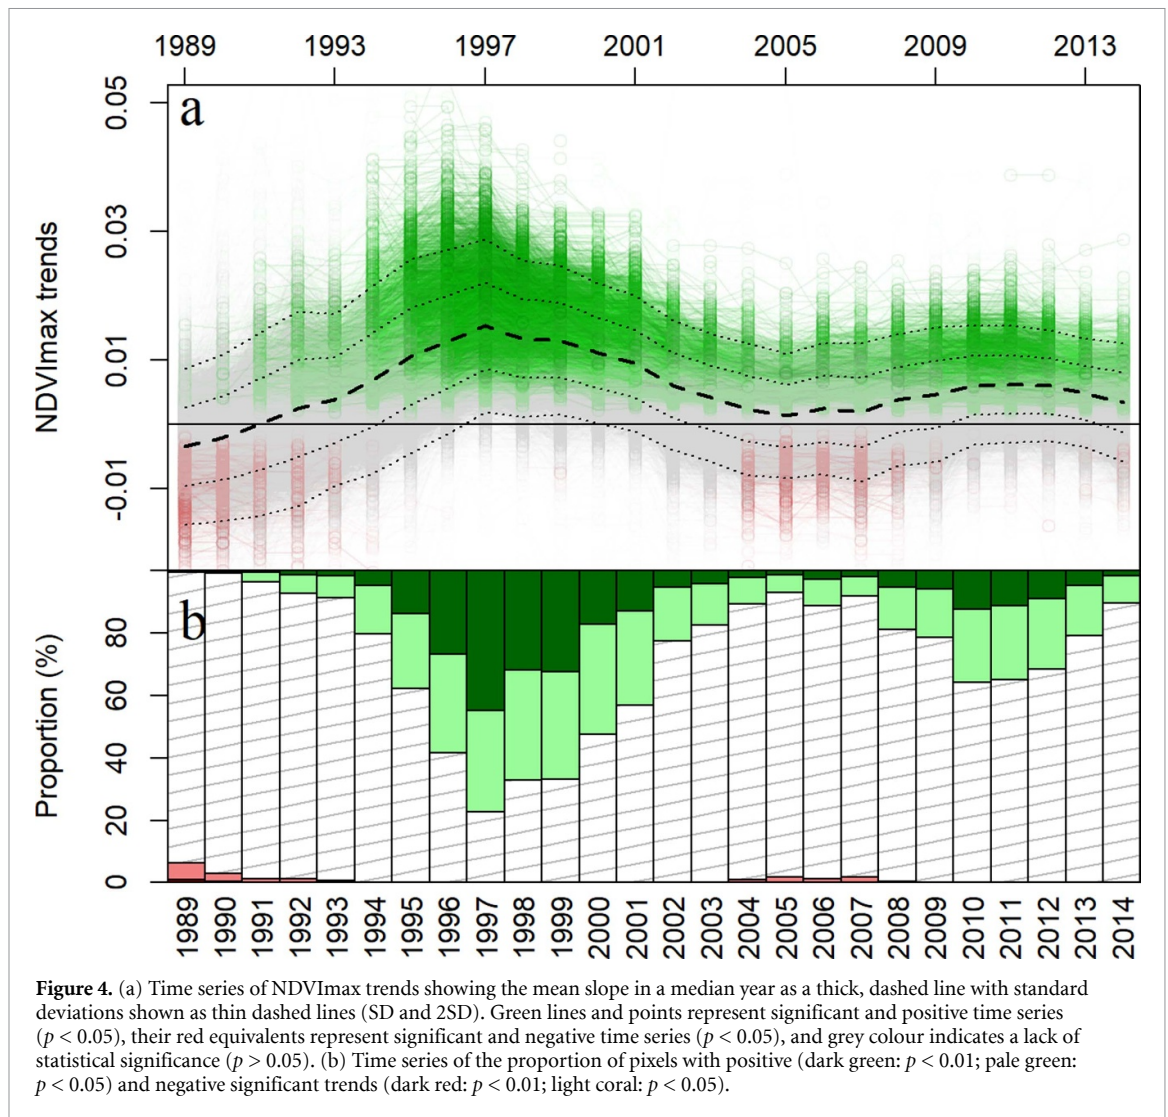 1989 1993 1997 2001 2005 2009 2013
a
NDVImax trends
0.05
0.03
0.01
-0.01
b
Proportion (%)
80
60
40
20
0
1989 1990 1991 1992 1993 1994 1995 1996 1997 1998 1999 2000 2001 2002 2003 2004 2005 2006 2007 2008 2009 2010 2011 2012 2013 2014
Figure 4. (a) Time series of NDVImax trends showing the mean slope in a median year as a thick, dashed line with standard
deviations shown as thin dashed lines (SD and 2SD). Green lines and points represent significant and positive time series
(p < 0.05), their red equivalents represent significant and negative time series (p < 0.05), and grey colour indicates a lack of
statistical significance (p > 0.05). (b) Time series of the proportion of pixels with positive (dark green: p < 0.01; pale green:
p < 0.05) and negative significant trends (dark red: p < 0.01; light coral: p < 0.05).